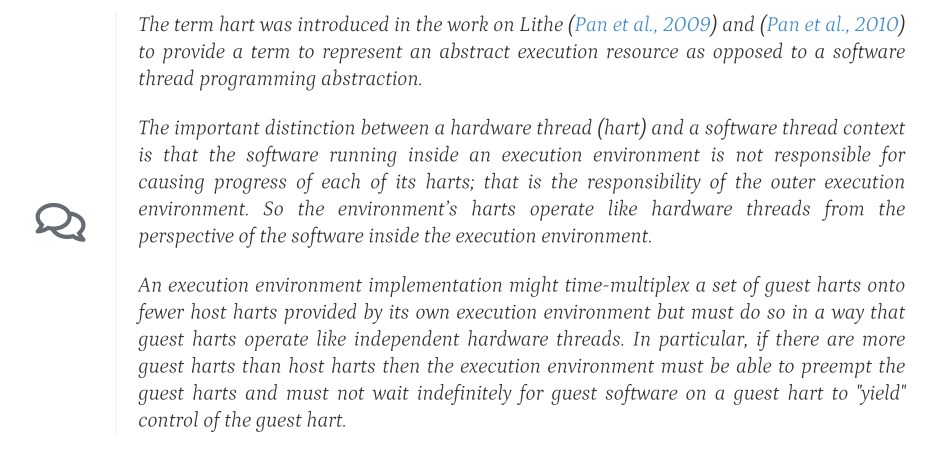 The term hart was introduced in the work on Lithe (Pan et al., 2009) and (Pan et al., 2010)
to provide a term to represent an abstract execution resource as opposed to a software
thread programming abstraction.
The important distinction between a hardware thread (hart) and a software thread context
is that the software running inside an execution environment is not responsible for
causing progress of each of its harts; that is the responsibility of the outer execution
environment. So the environment’s harts operate like hardware threads from the
perspective of the software inside the execution environment.
An execution environment implementation might time-multiplex a set of guest harts onto
fewer host harts provided by its own execution environment but must do so in a way that
guest harts operate like independent hardware threads. In particular, if there are more
guest harts than host harts then the execution environment must be able to preempt the
guest harts and must not wait indefinitely for guest software on a guest hart to "yield"
control of the guest hart.